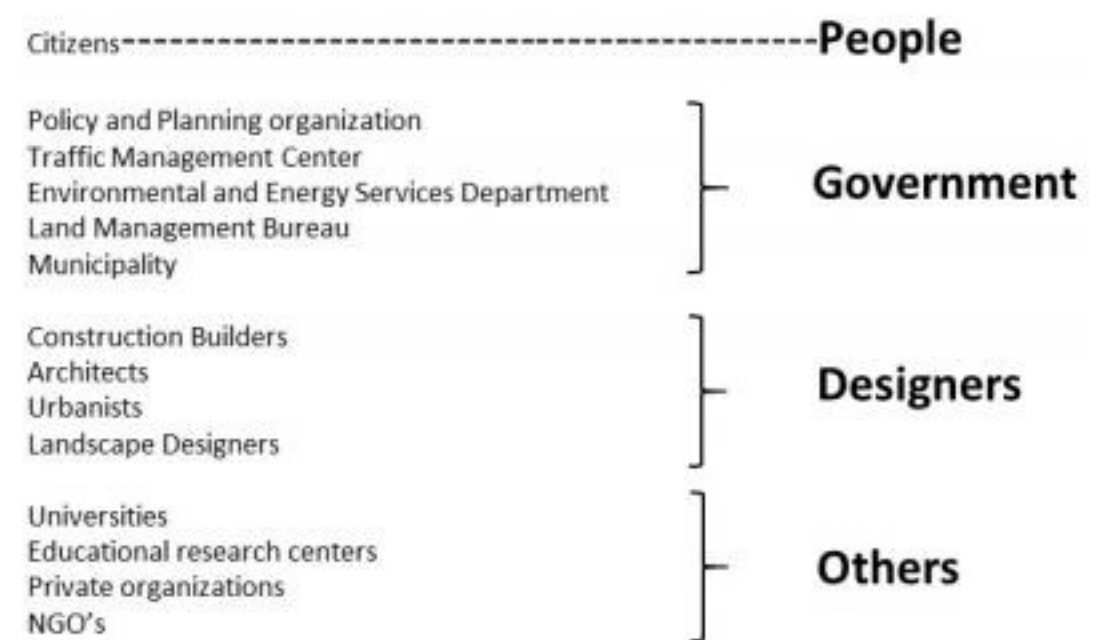 Citizens People
Policy and Planning organization
Traffic Management Center
Environmental and Energy Services Department
Land Management Bureau
Municipality
Government
Construction Builders
Architects
Urbanists
Landscape Designers
Designers
Universities
Educational research centers
Private organizations
NGO's
Others